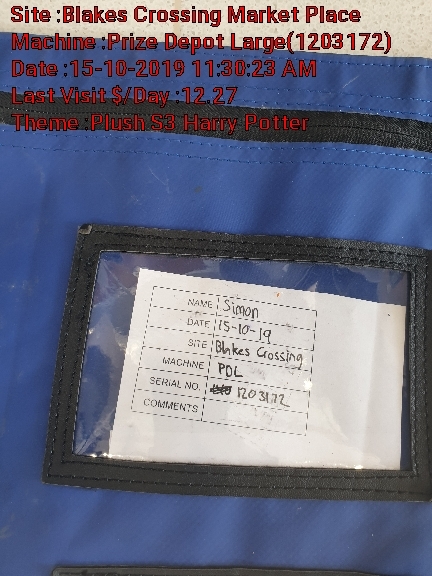 Site :Blakes Crossing Market Place
Machine :Prize Depot Large(1203172)
Date :15-10-2019 11:30:23 AM
Last Visit $/Day :12.27
Theme :Plush S3 Harry Potter
NAME Simon
DATE 15-10-19
SITE Blakes Crossing
MACHINE PDL
SERIAL NO. 1203172
COMMENTS